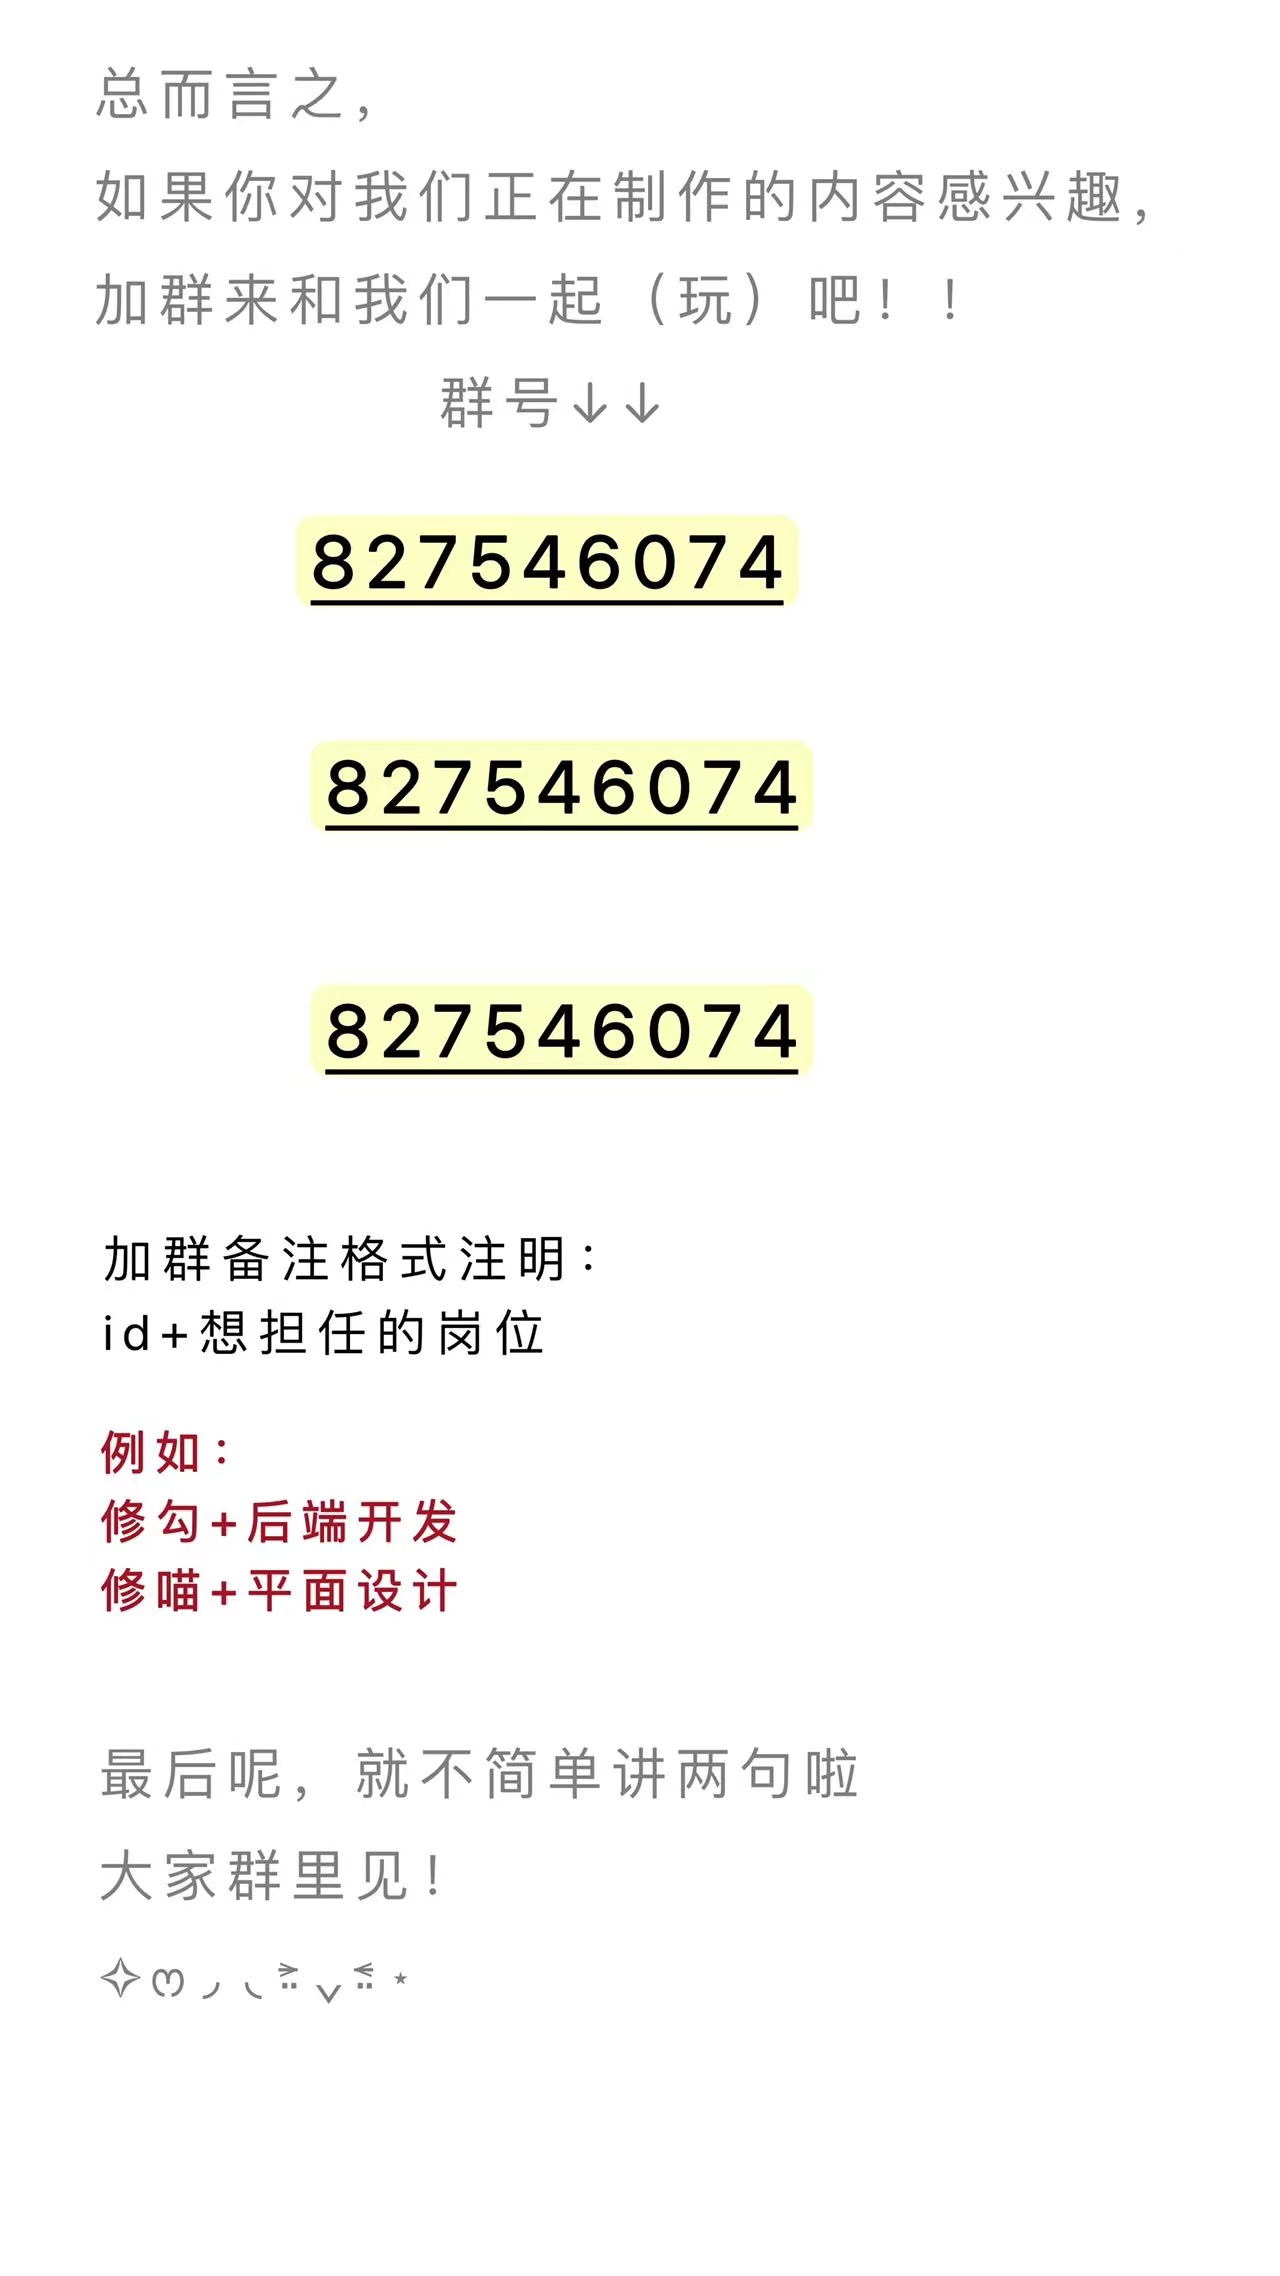 总而言之，
如果你对我们正在制作的内容感兴趣，
加群来和我们一起（玩）吧！！
群号↓↓
827546074
827546074
827546074
加群备注格式注明：
id+想担任的岗位
例如：
修勾+后端开发
修喵+平面设计
最后呢，就不简单讲两句啦
大家群里见！
✧ෆ◞◟˃̤⌄˂̤⋆